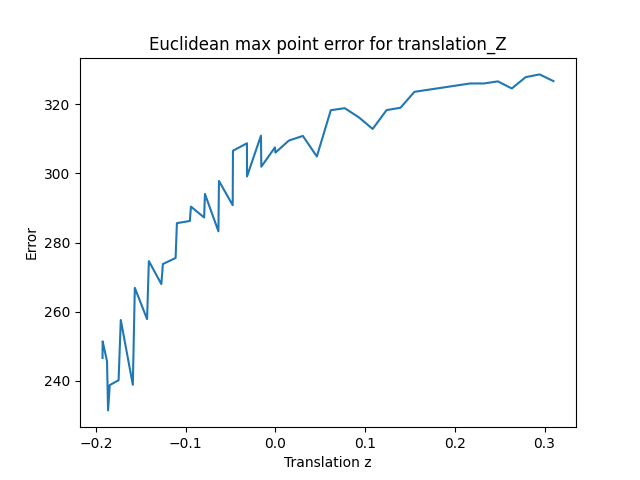 Euclidean max point error for translation_Z
320
300
280
260
240
Error
−0.2 −0.1 0.0 0.1 0.2 0.3
Translation z